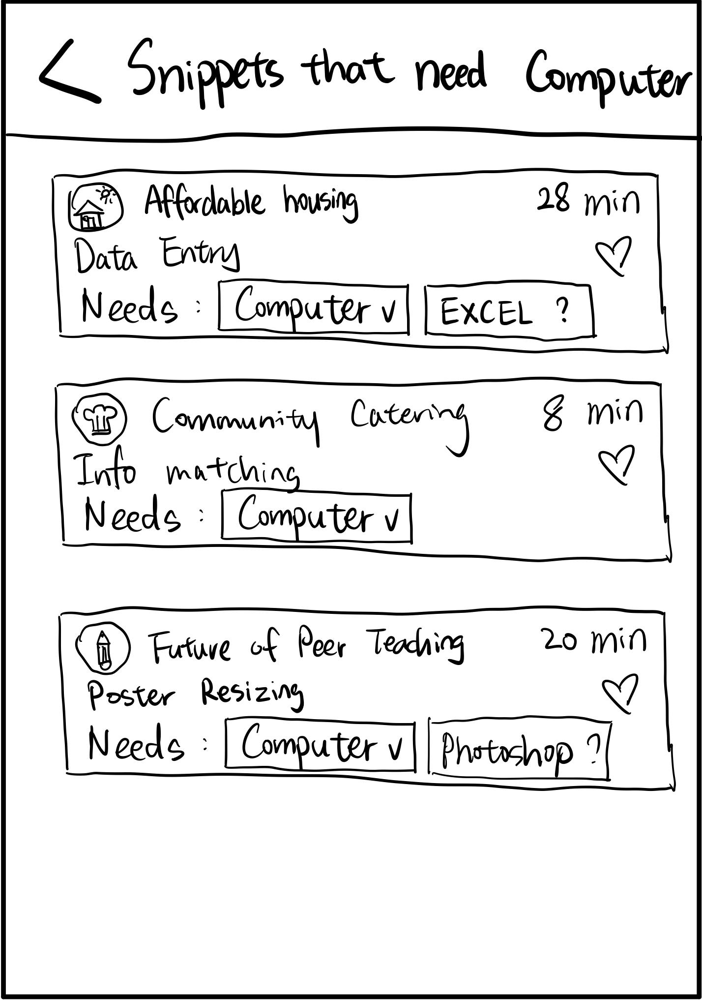 < Snippets that need Computer
Affordable housing 28 min
Data Entry
Needs : Computer ✓ EXCEL ?
Community Catering 8 min
Info matching
Needs : Computer ✓
Future of Peer Teaching 20 min
Poster Resizing
Needs : Computer ✓ Photoshop ?